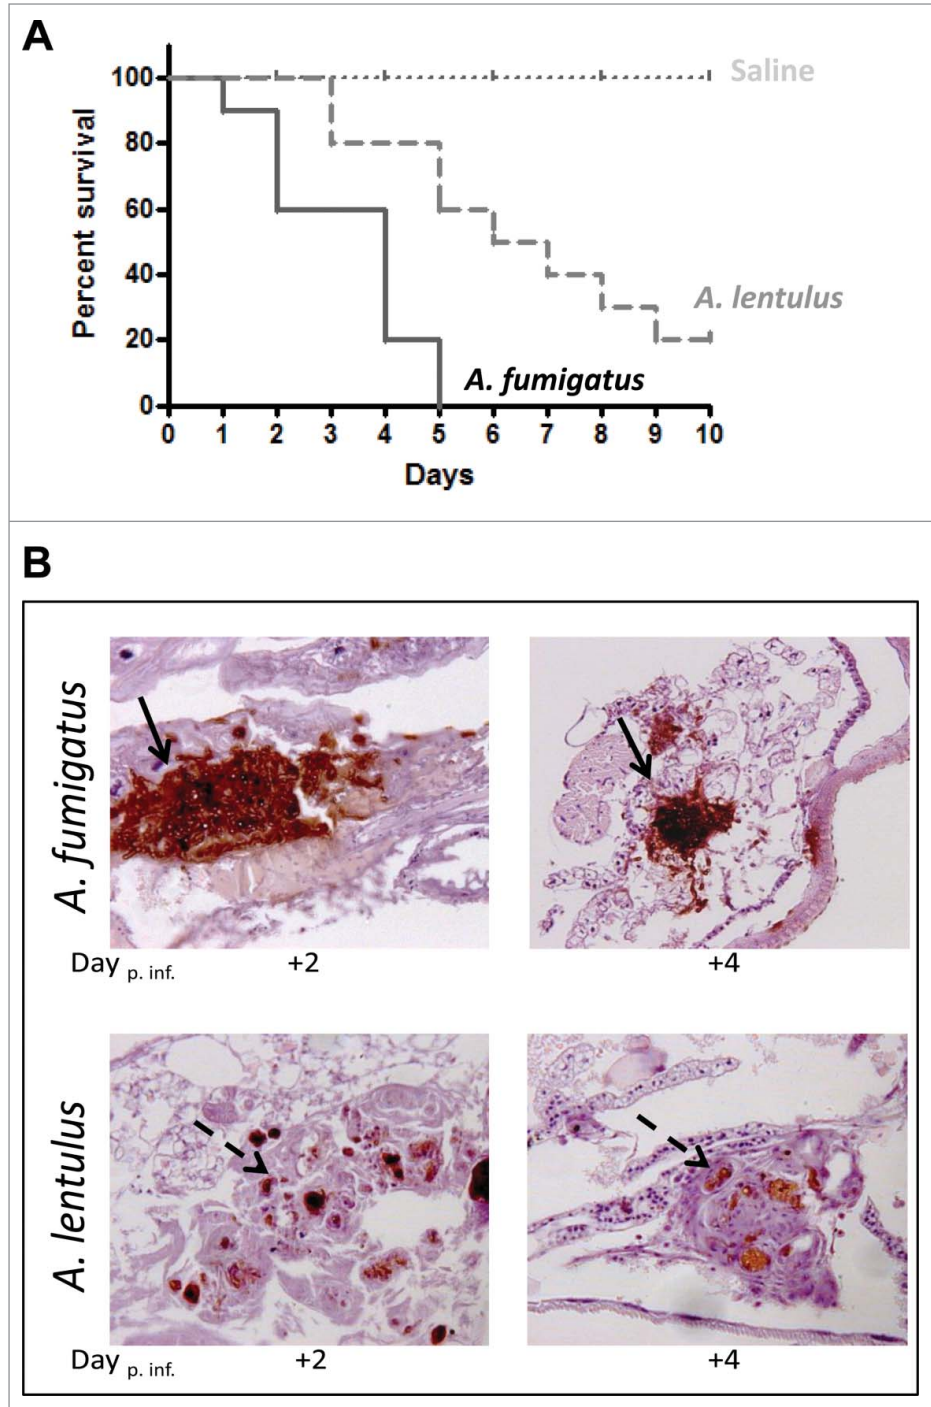 A
Percent survival
100
80
60
40
20
0
0 1 2 3 4 5 6 7 8 9 10
Days
Saline
A. lentulus
A. fumigatus
B
A. fumigatus
Day p. inf. +2 +4
A. lentulus
Day p. inf. +2 +4